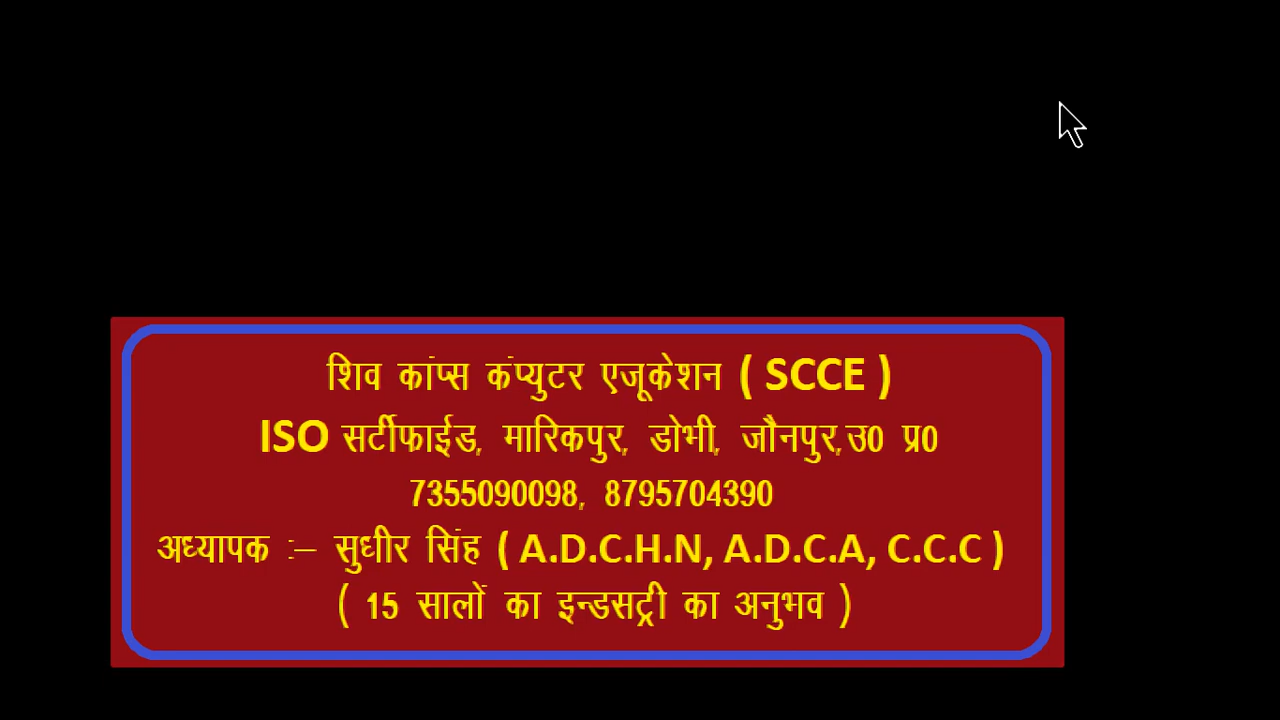 शिव कांप्स कंप्युटर एजूकेशन ( SCCE )
ISO सर्टीफाईड, मारिकपुर, डोभी, जौनपुर,उ0 प्र0
7355090098, 8795704390
अध्यापक :– सुधीर सिंह ( A.D.C.H.N, A.D.C.A, C.C.C )
( 15 सालों का इन्डसट्री का अनुभव )